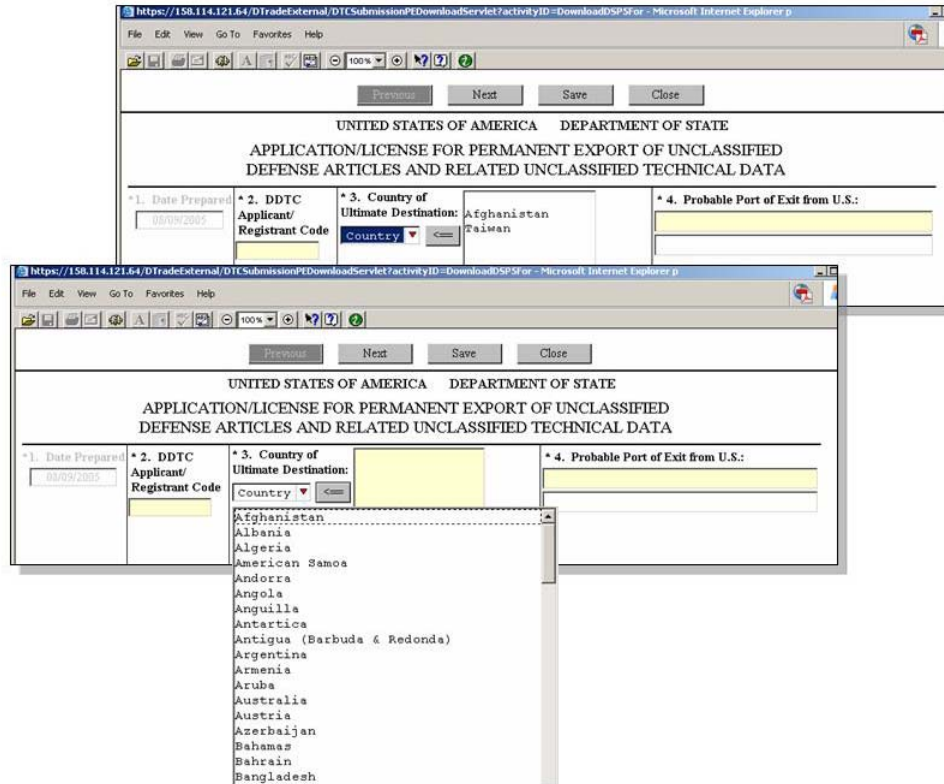 https://158.114.121.64/DTradeExternal/DTCSubmissionPEDownloadServlet?activityID=DownloadDSP5For - Microsoft Internet Explorer p
File Edit View Go To Favorites Help
100%
Previous Next Save Close
UNITED STATES OF AMERICA DEPARTMENT OF STATE
APPLICATION/LICENSE FOR PERMANENT EXPORT OF UNCLASSIFIED
DEFENSE ARTICLES AND RELATED UNCLASSIFIED TECHNICAL DATA
*1. Date Prepared
08/09/2005
* 2. DDTC
Applicant/
Registrant Code
* 3. Country of
Ultimate Destination:
Country <==
Afghanistan
Taiwan
* 4. Probable Port of Exit from U.S.:
https://158.114.121.64/DTradeExternal/DTCSubmissionPEDownloadServlet?activityID=DownloadDSP5For - Microsoft Internet Explorer p
File Edit View Go To Favorites Help
100%
Previous Next Save Close
UNITED STATES OF AMERICA DEPARTMENT OF STATE
APPLICATION/LICENSE FOR PERMANENT EXPORT OF UNCLASSIFIED
DEFENSE ARTICLES AND RELATED UNCLASSIFIED TECHNICAL DATA
*1. Date Prepared
08/09/2005
* 2. DDTC
Applicant/
Registrant Code
* 3. Country of
Ultimate Destination:
Country <==
* 4. Probable Port of Exit from U.S.:
Afghanistan
Albania
Algeria
American Samoa
Andorra
Angola
Anguilla
Antartica
Antigua (Barbuda & Redonda)
Argentina
Armenia
Aruba
Australia
Austria
Azerbaijan
Bahamas
Bahrain
Bangladesh